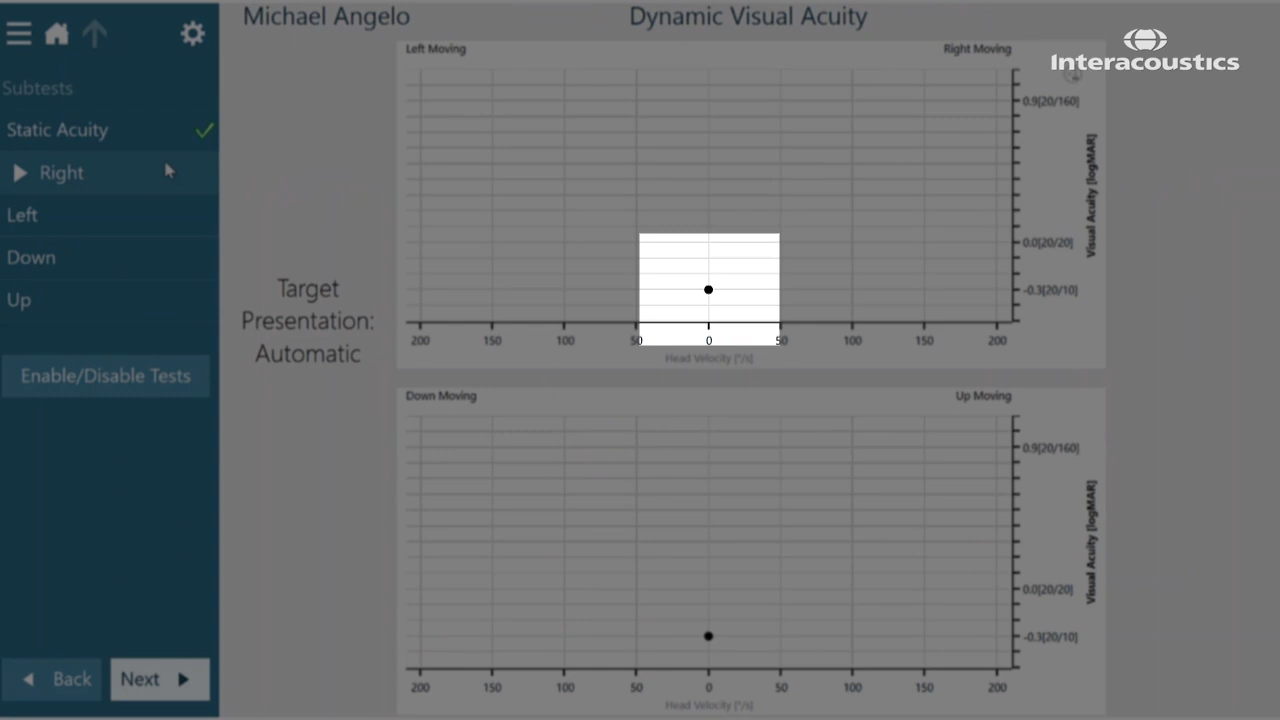 Michael Angelo
Dynamic Visual Acuity
Interacoustics
Subtests
Static Acuity
Right
Left
Down
Up
Enable/Disable Tests
Back
Next
Target
Presentation:
Automatic
Left Moving
Right Moving
0.9[20/160]
0.0[20/20]
-0.3[20/10]
Visual Acuity [logMAR]
200 150 100 50 0 50 100 150 200
Head Velocity [°/s]
Down Moving
Up Moving
0.9[20/160]
0.0[20/20]
-0.3[20/10]
Visual Acuity [logMAR]
200 150 100 50 0 50 100 150 200
Head Velocity [°/s]